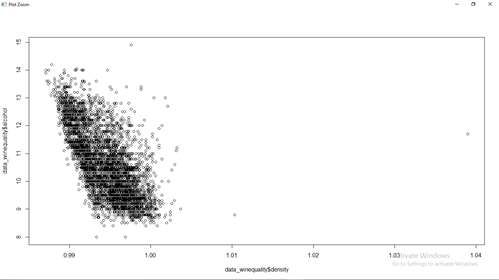 Plot Zoom
15
14
13
12
11
10
9
8
data_winequality$alcohol
0.99
1.00
1.01
1.02
1.03
1.04
data_winequality$density
Activate Windows
Go to Settings to activate Windows.